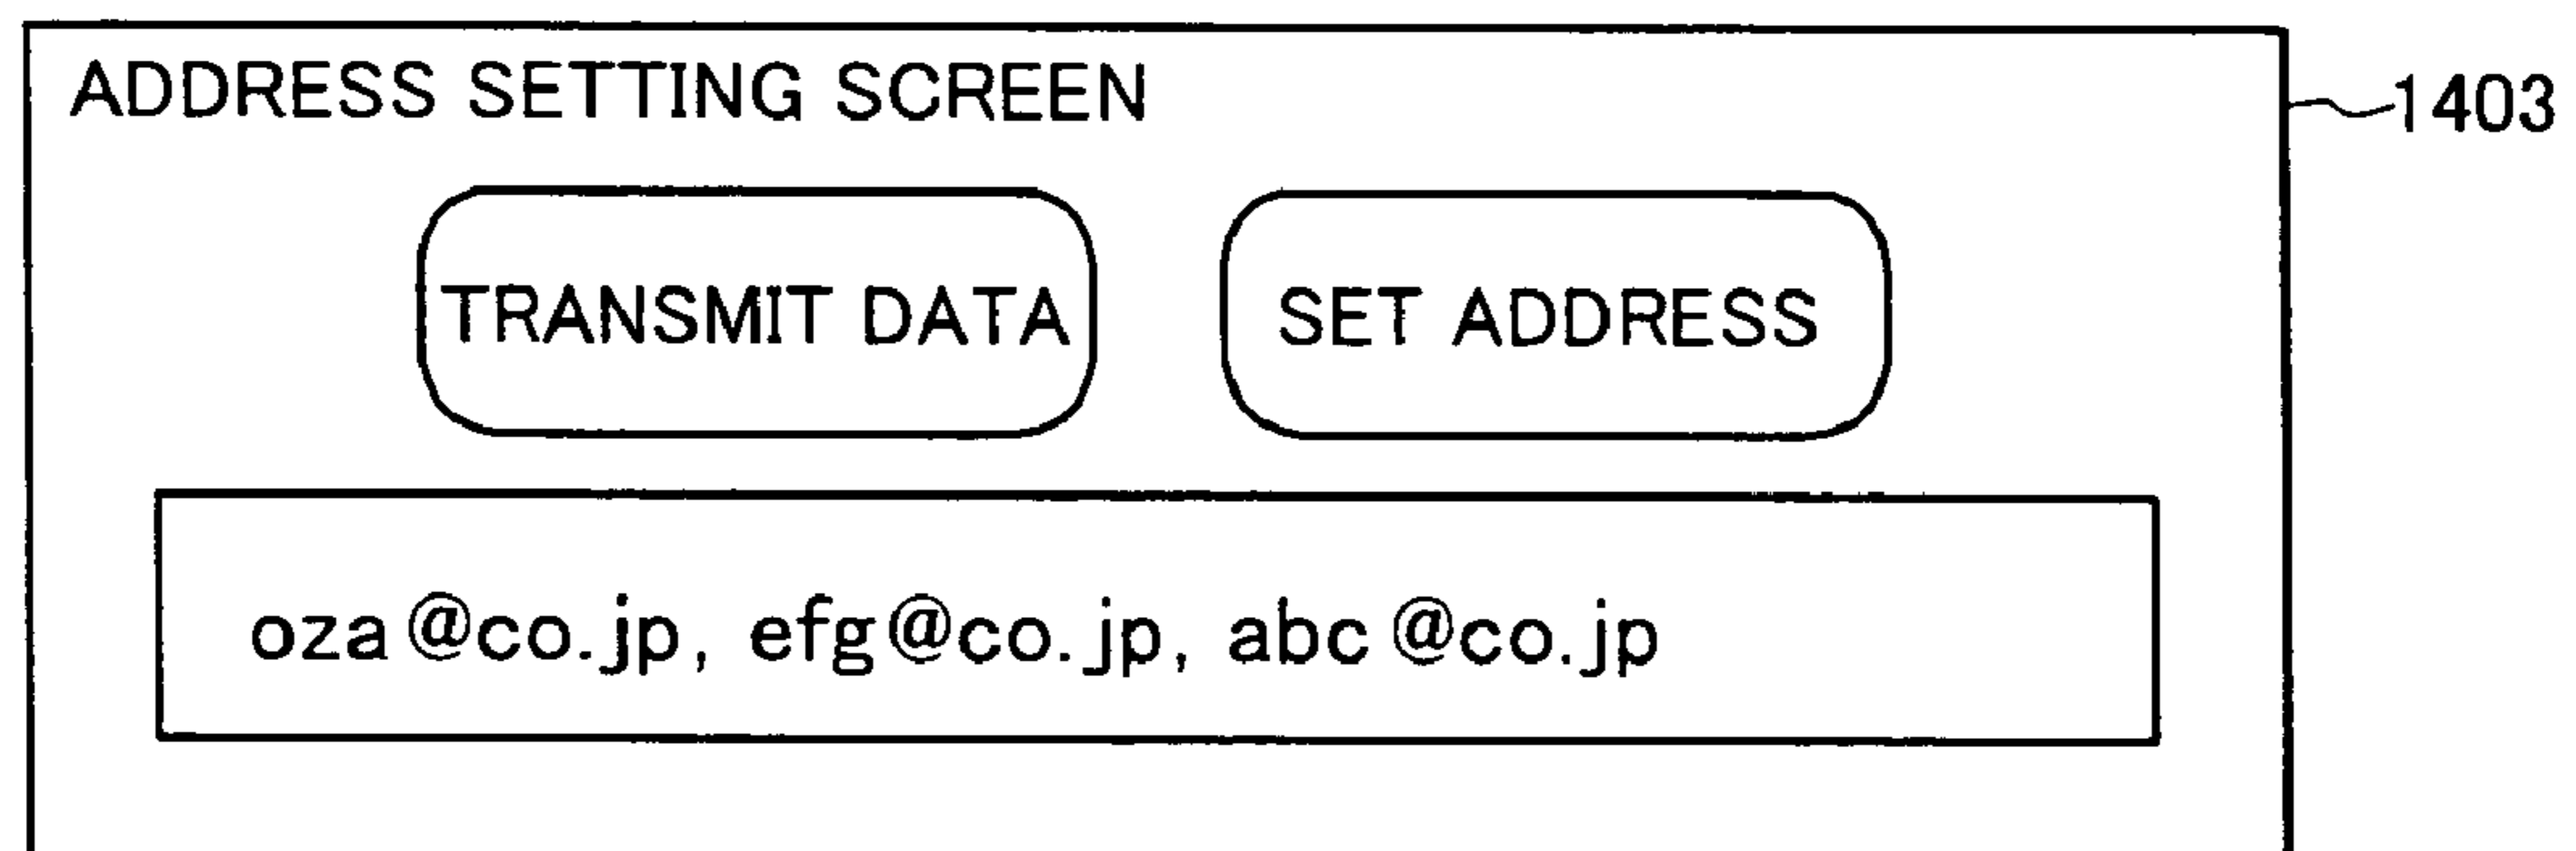 ADDRESS SETTING SCREEN
1403
TRANSMIT DATA
SET ADDRESS
oza@co.jp, efg@co.jp, abc@co.jp